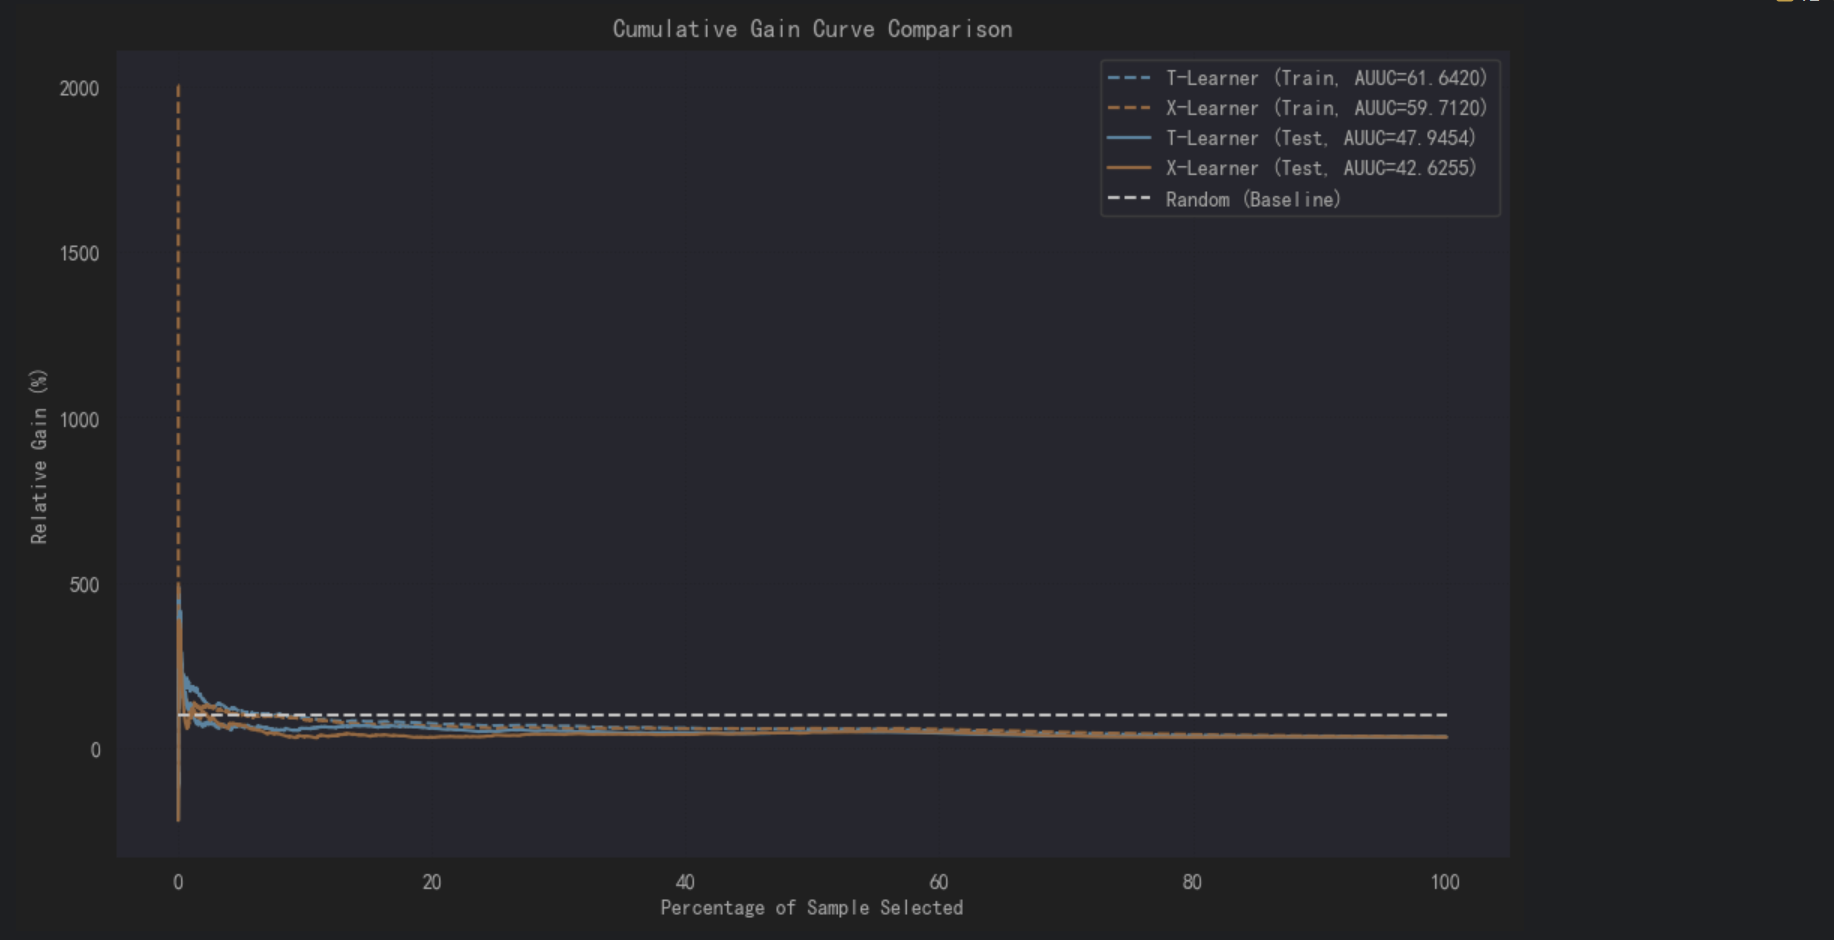 Cumulative Gain Curve Comparison
T-Learner (Train, AUUC=61.6420)
X-Learner (Train, AUUC=59.7120)
T-Learner (Test, AUUC=47.9454)
X-Learner (Test, AUUC=42.6255)
Random (Baseline)
Relative Gain (%)
2000
1500
1000
500
0
0 20 40 60 80 100
Percentage of Sample Selected